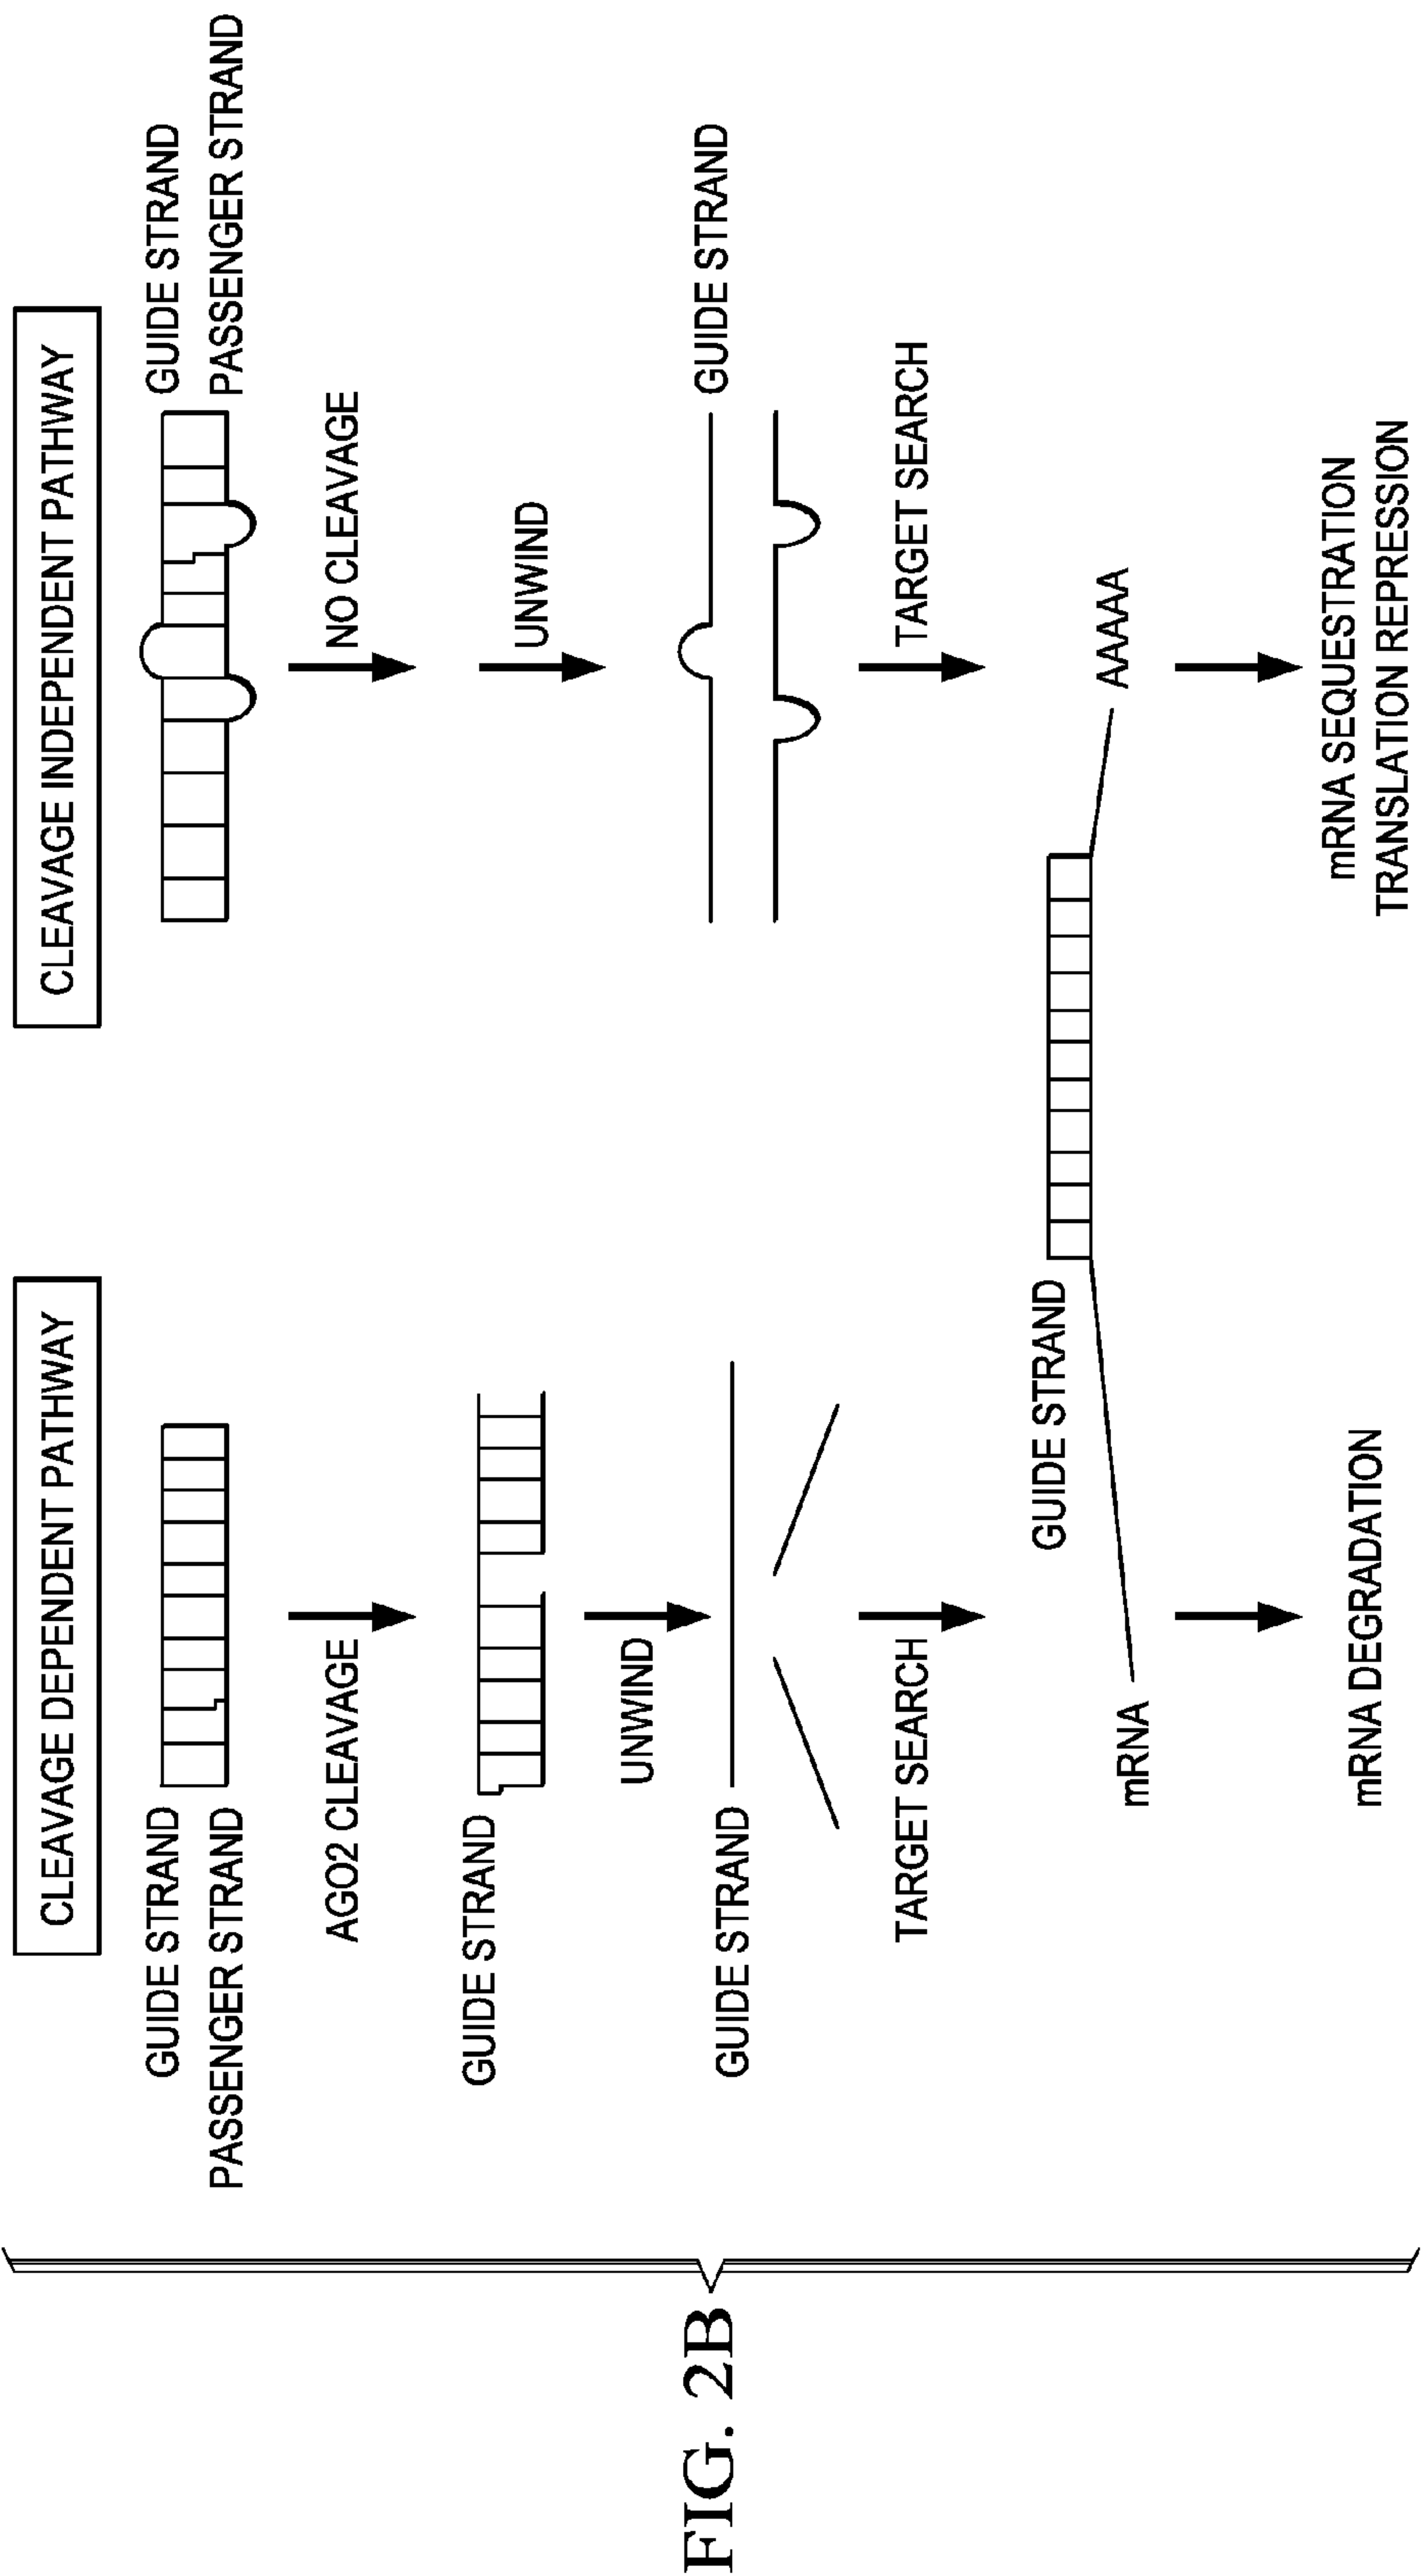 CLEAVAGE DEPENDENT PATHWAY
GUIDE STRAND
PASSENGER STRAND
AGO2 CLEAVAGE
GUIDE STRAND
UNWIND
GUIDE STRAND
TARGET SEARCH
CLEAVAGE INDEPENDENT PATHWAY
GUIDE STRAND
PASSENGER STRAND
NO CLEAVAGE
UNWIND
GUIDE STRAND
TARGET SEARCH
GUIDE STRAND
mRNA
AAAAA
mRNA DEGRADATION
mRNA SEQUESTRATION
TRANSLATION REPRESSION
FIG. 2B